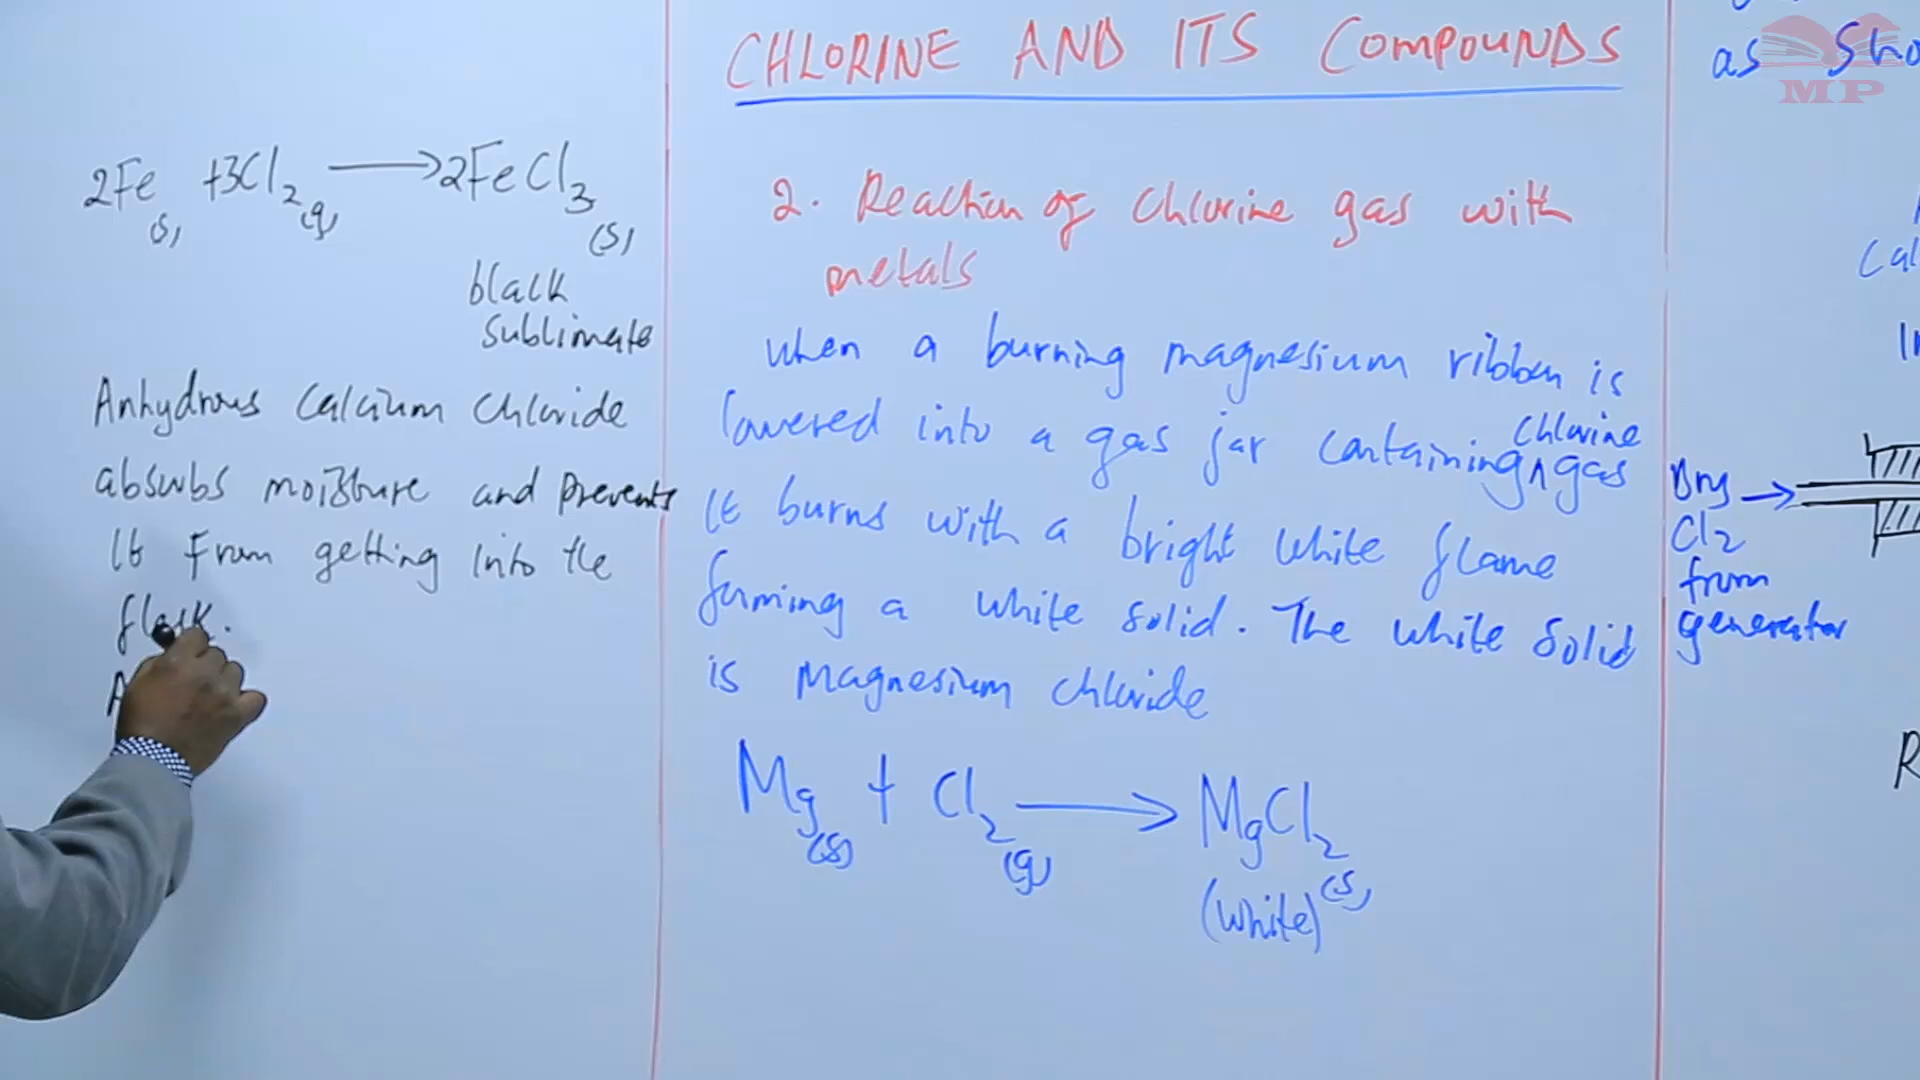 CHLORINE AND ITS COMPOUNDS
2Fe(s) +3Cl2(g) → 2FeCl3(s)
black
sublimate
Anhydrous Calcium Chloride
absorbs moisture and prevents
It from getting into the
flask.
A
2. Reaction of chlorine gas with
metals
when a burning magnesium ribbon is
lowered into a gas jar containing chlorine gas
It burns with a bright white flame
forming a white solid. The white solid
is magnesium chloride
Mg(s) + Cl2(g) → MgCl2(s)
(white)
as Sho
Cal
In
Dry
Cl2
from
generator
R
MP